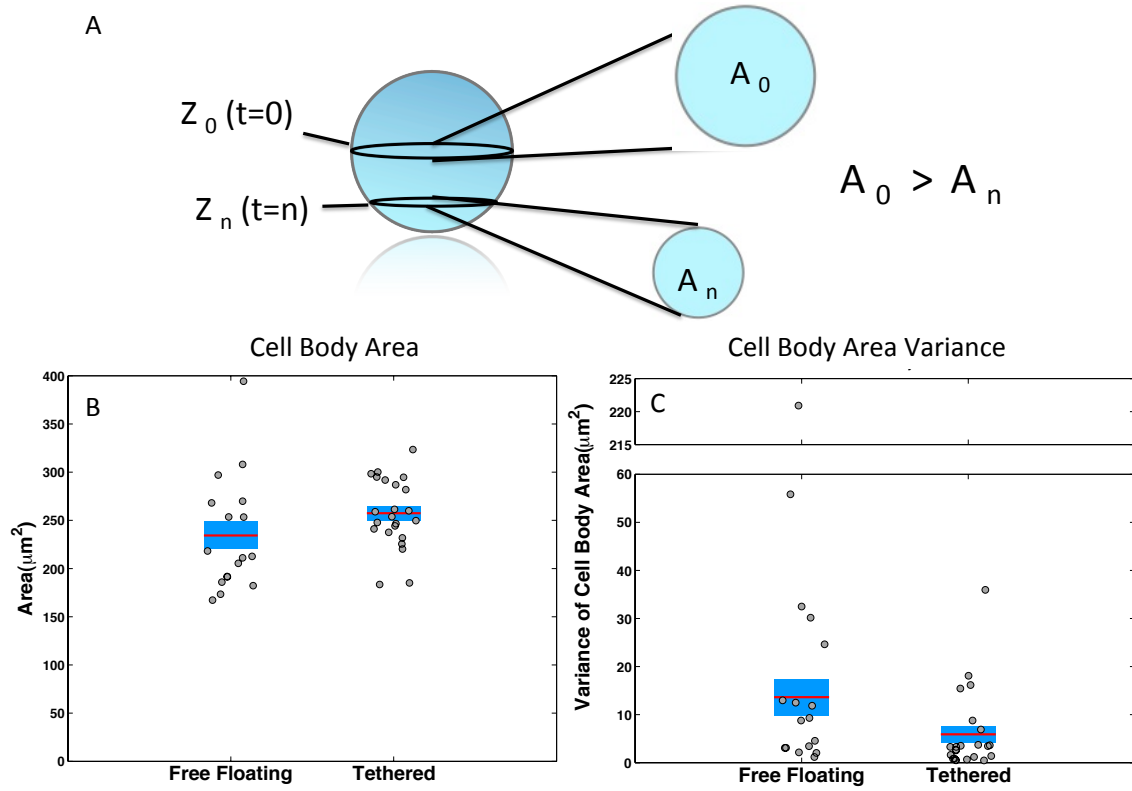 A
Z 0 (t=0)
A 0
A 0 > A n
Z n (t=n)
A n
Cell Body Area
Cell Body Area Variance
B
400
350
300
250
200
150
100
50
0
Area(μm²)
Free Floating
Tethered
C
225
220
215
60
50
40
30
20
10
0
Variance of Cell Body Area(μm²)
Free Floating
Tethered